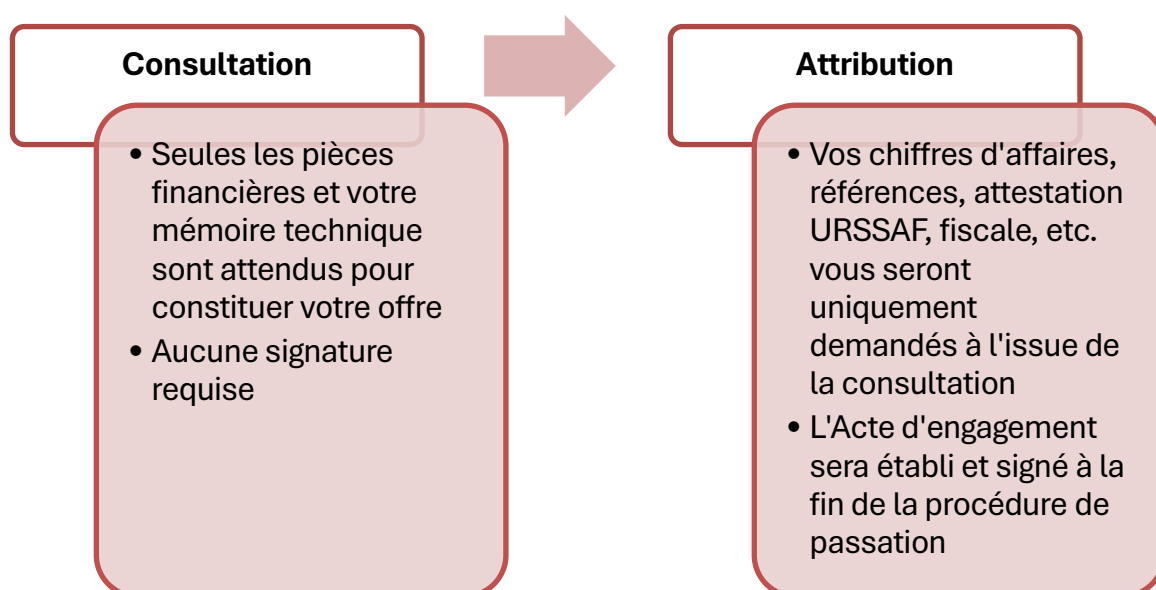 Consultation
• Seules les pièces
financières et votre
mémoire technique
sont attendus pour
constituer votre offre
• Aucune signature
requise
Attribution
• Vos chiffres d'affaires,
références, attestation
URSSAF, fiscale, etc.
vous seront
uniquement
demandés à l'issue de
la consultation
• L'Acte d'engagement
sera établi et signé à la
fin de la procédure de
passation